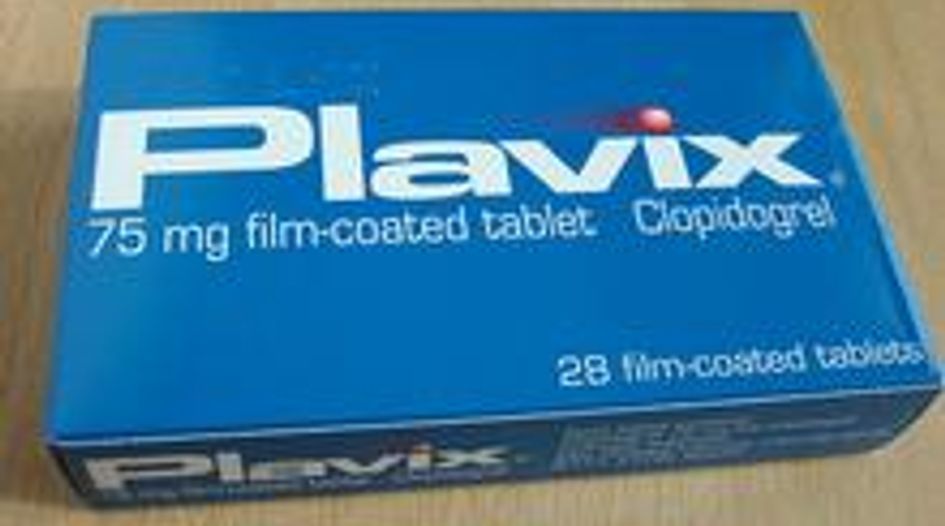 Plavix
75 mg film-coated tablet Clopidogrel
28 film-coated tablets
Plavix